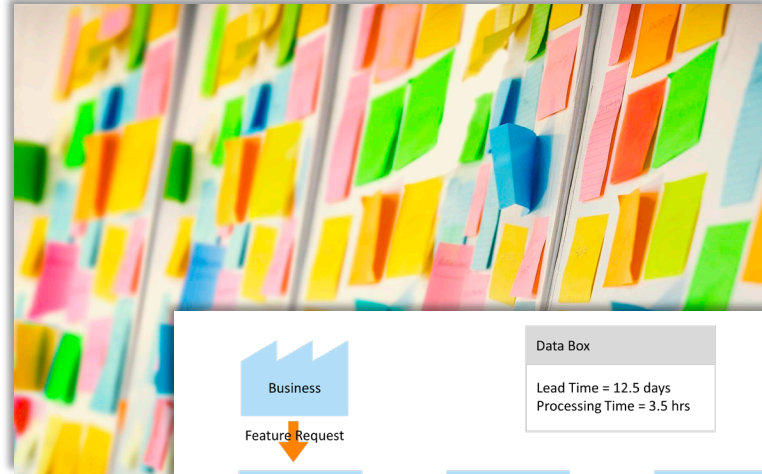 Business
Feature Request
Data Box
Lead Time = 12.5 days
Processing Time = 3.5 hrs